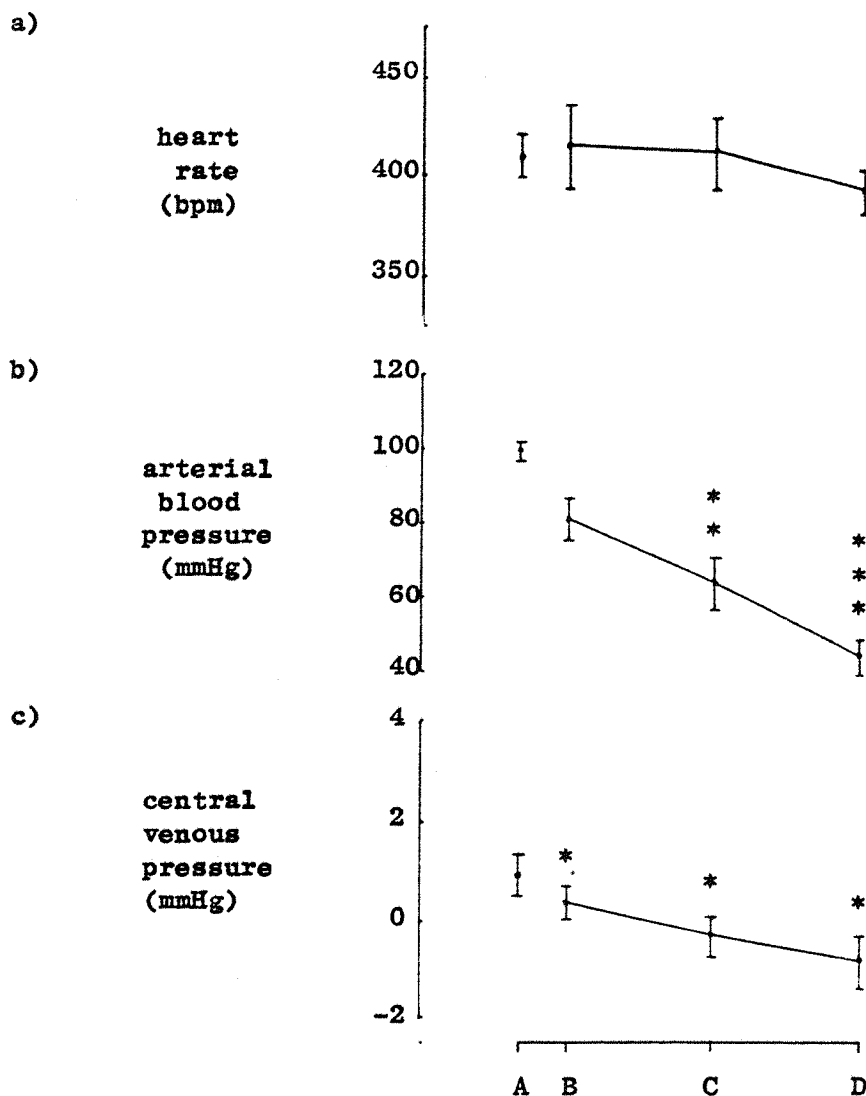 a)
450
heart
rate
400
(bpm)
350
b)
120
100
arterial
blood
pressure
(mmHg)
80
60
40
* *
* * *
c)
4
central
venous
pressure
(mmHg)
2
0
-2
* * *
A B C D